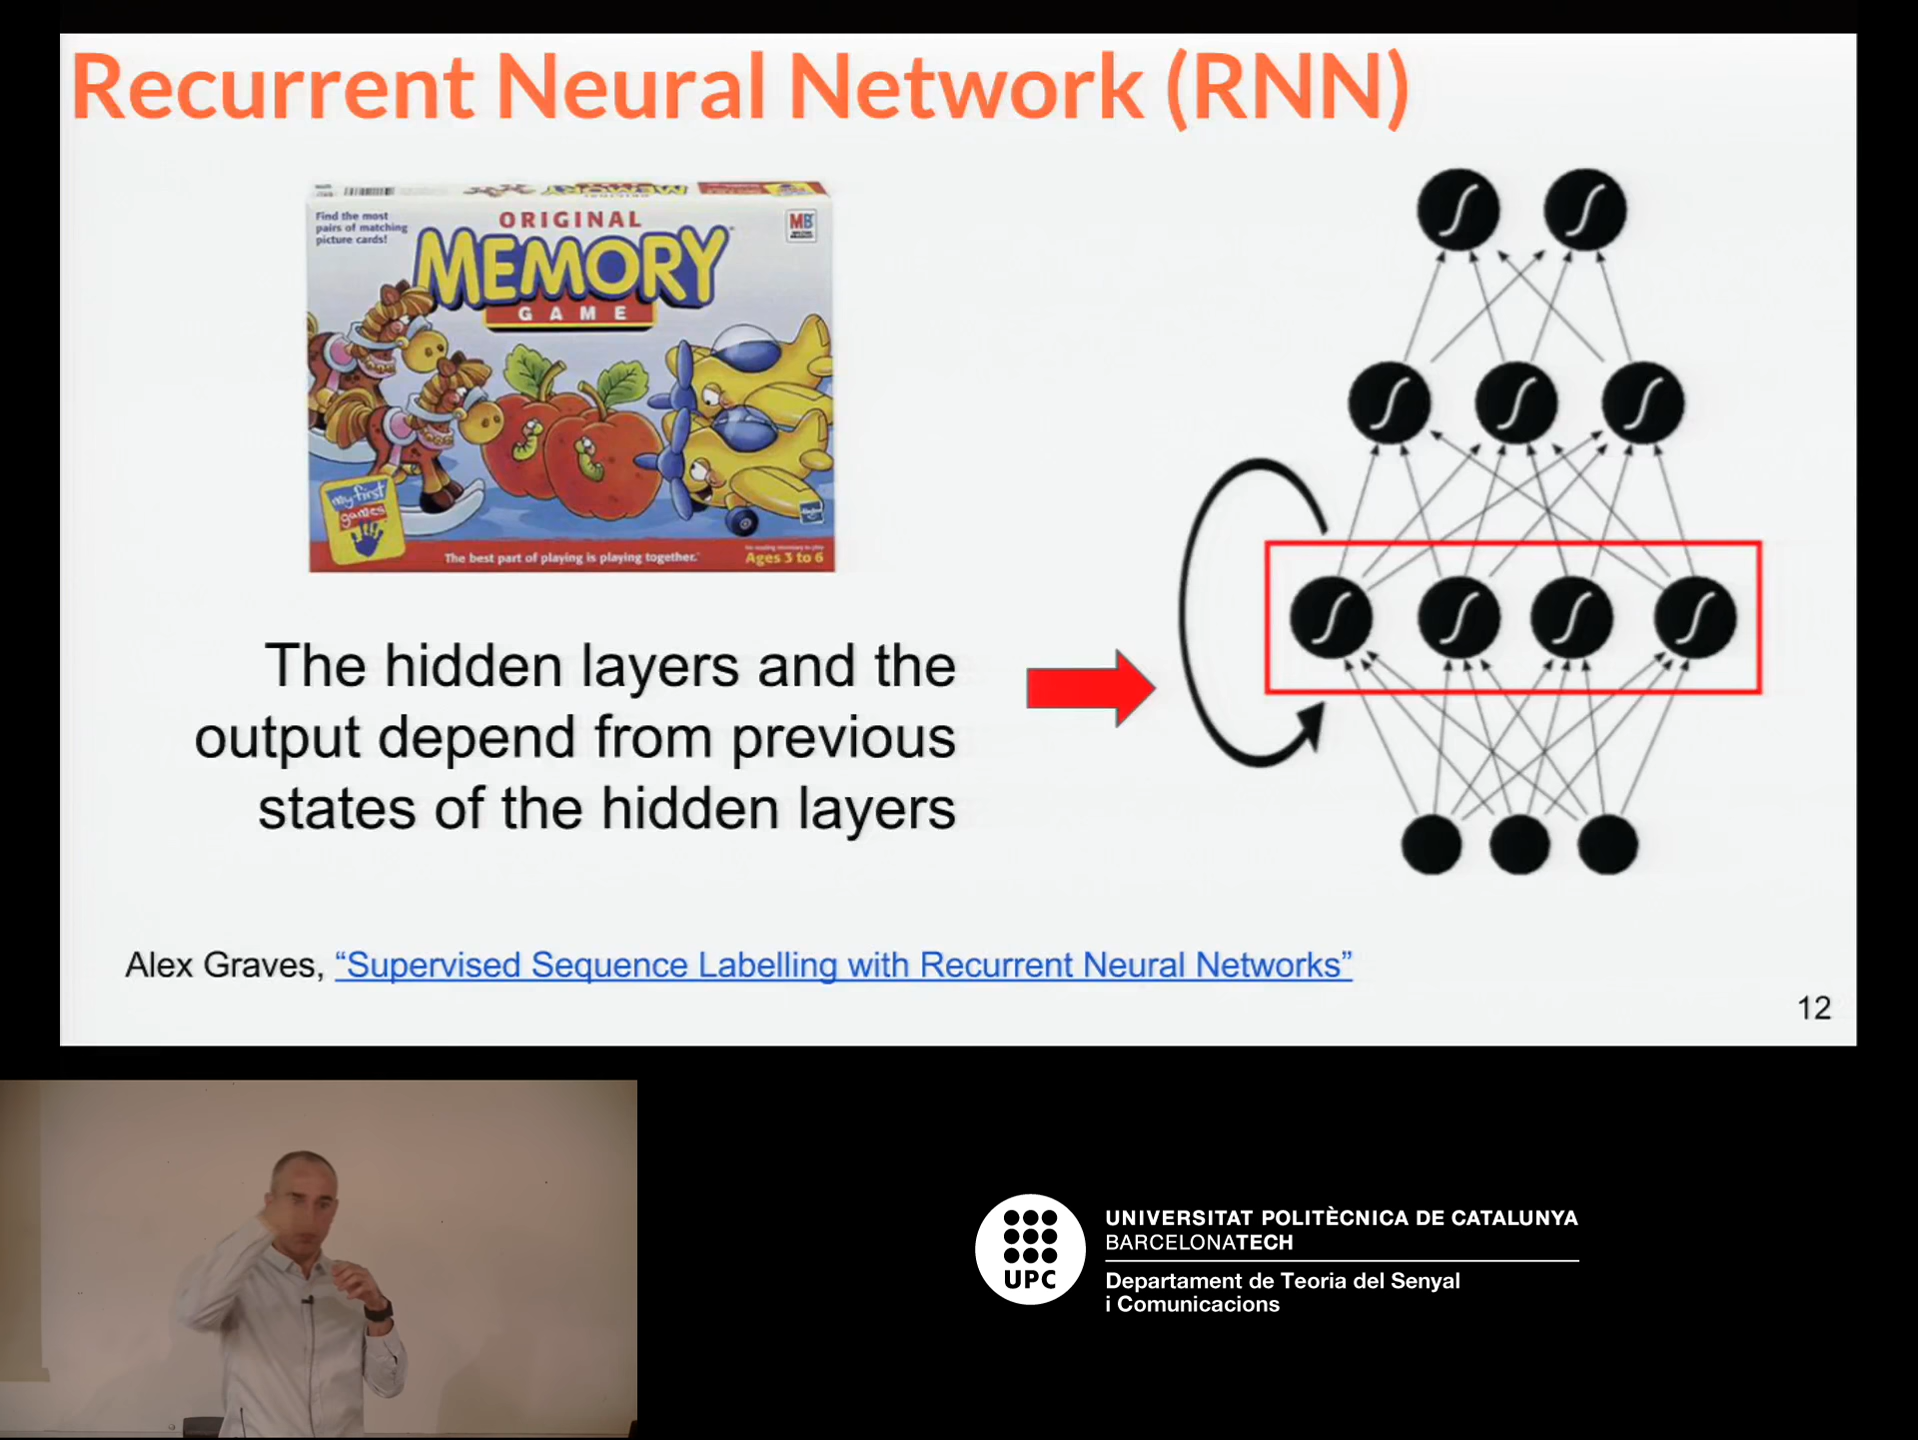 Recurrent Neural Network (RNN)
Find the most
pairs of matching
picture cards!
ORIGINAL
MB
MEMORY
GAME
my first
games
The best part of playing is playing together.
Ages 3 to 6
The hidden layers and the
output depend from previous
states of the hidden layers
Alex Graves, “Supervised Sequence Labelling with Recurrent Neural Networks”
12
UPC
UNIVERSITAT POLITÈCNICA DE CATALUNYA
BARCELONATECH
Departament de Teoria del Senyal
i Comunicacions